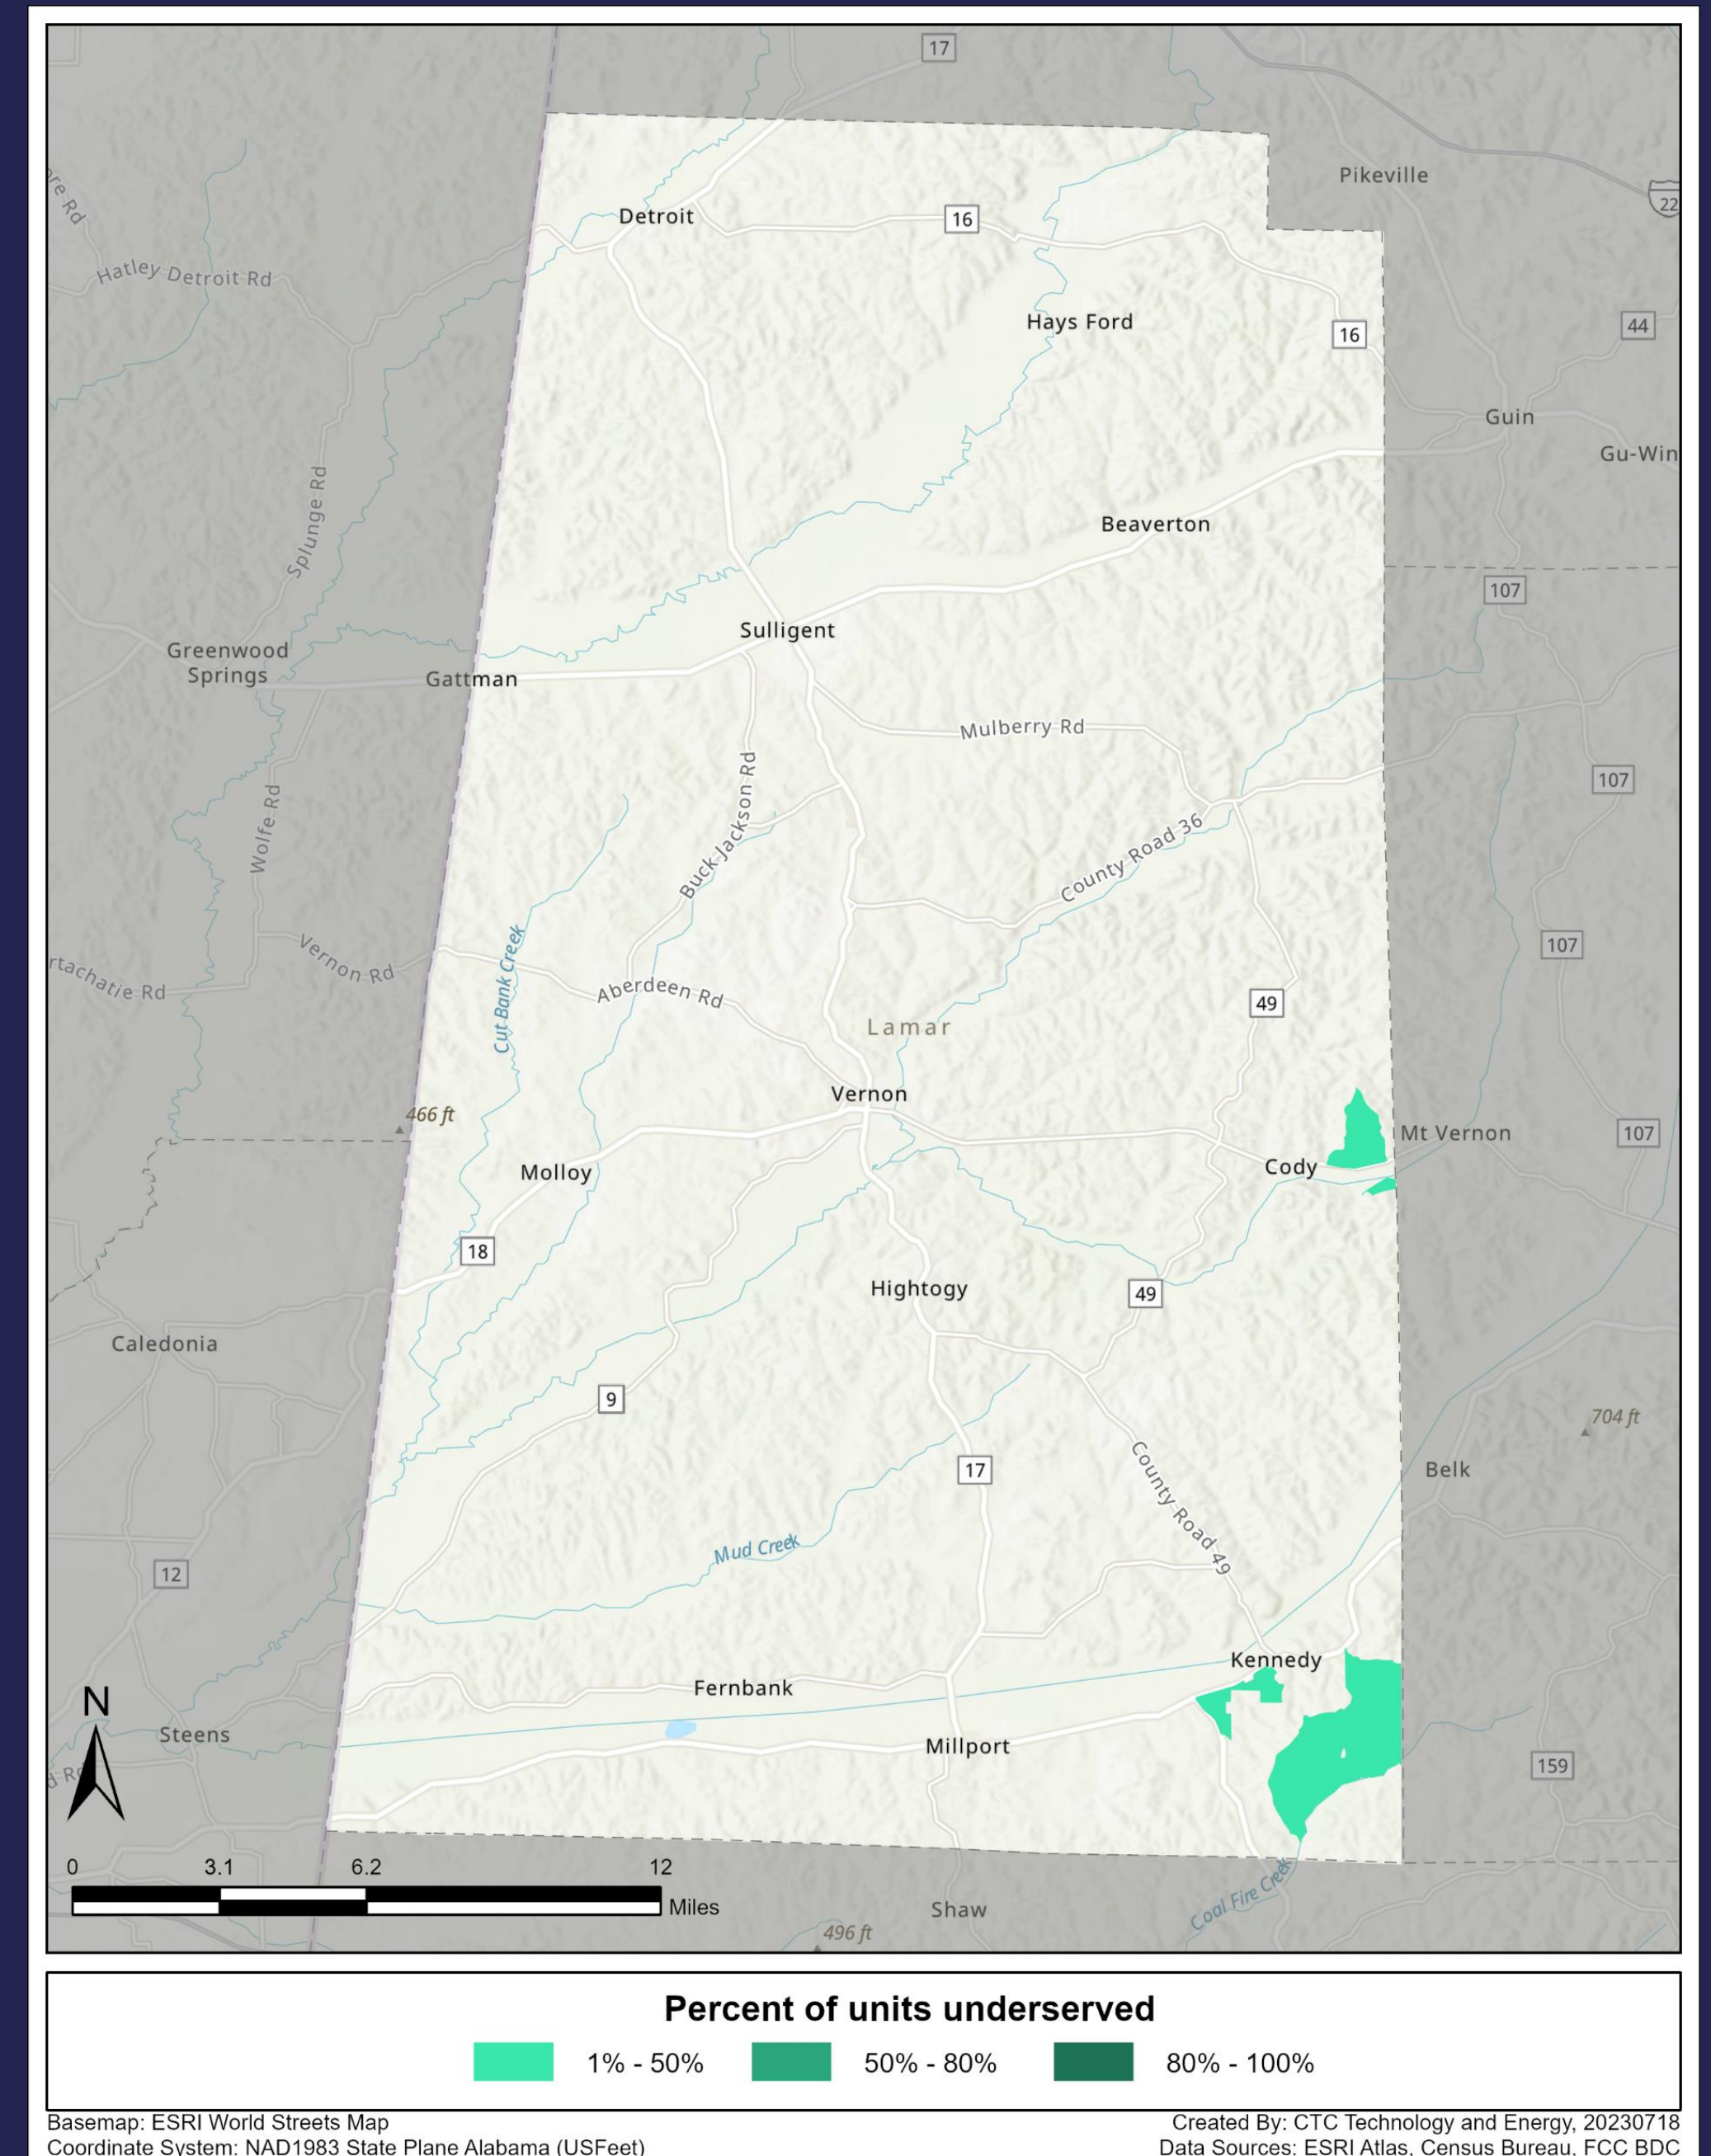 17
Pikeville
22
ore Rd
Detroit
16
Hatley Detroit Rd
Hays Ford
44
16
Guin
Gu-Win
Splunge Rd
Beaverton
107
Sulligent
Greenwood
Springs
Gattman
Mulberry Rd
107
Wolfe Rd
Buck Jackson Rd
County Road 36
Cut Bank Creek
Vernon Rd
107
rtachatie Rd
Aberdeen Rd
49
Lamar
Vernon
466 ft
Mt Vernon
107
Molloy
Cody
18
Hightogy
49
Caledonia
9
704 ft
17
Belk
County Road 49
Mud Creek
12
Kennedy
N
Fernbank
Steens
Millport
d Rd
159
0 3.1 6.2 12
Miles
Shaw
Coal Fire Creek
496 ft
Percent of units underserved
1% - 50% 50% - 80% 80% - 100%
Basemap: ESRI World Streets Map
Created By: CTC Technology and Energy, 20230718
Coordinate System: NAD1983 State Plane Alabama (USFeet)
Data Sources: ESRI Atlas, Census Bureau, FCC BDC